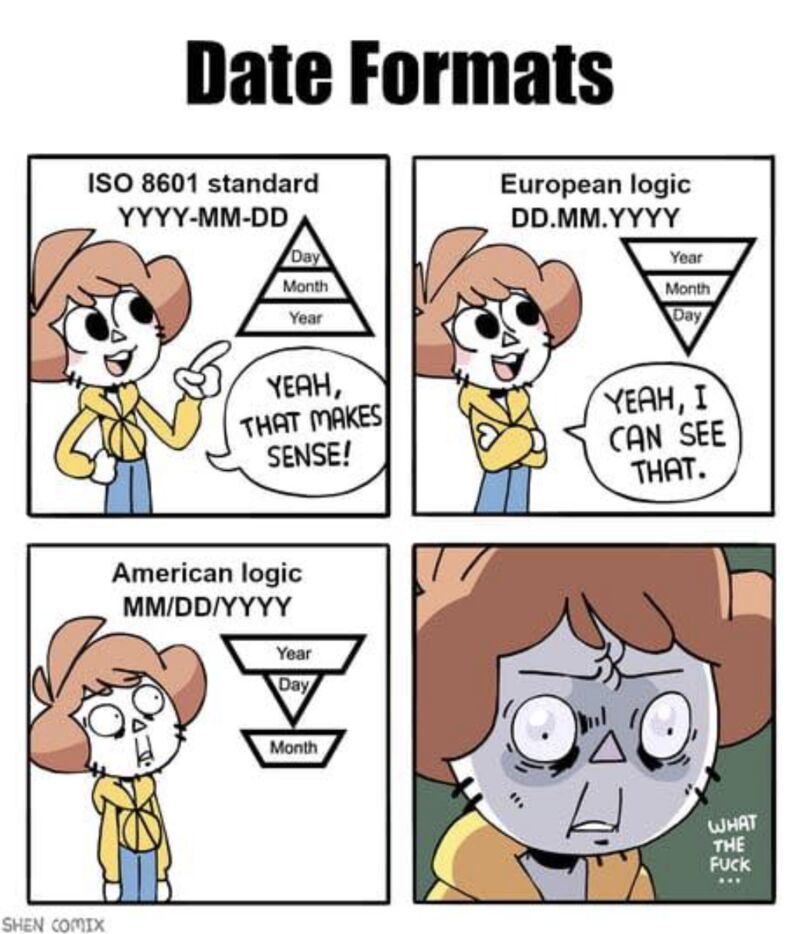 Date Formats
ISO 8601 standard
YYYY-MM-DD
Day
Month
Year
YEAH,
THAT MAKES
SENSE!
European logic
DD.MM.YYYY
Year
Month
Day
YEAH, I
CAN SEE
THAT.
American logic
MM/DD/YYYY
Year
Day
Month
WHAT
THE
FUCK
...
SHEN COMIX